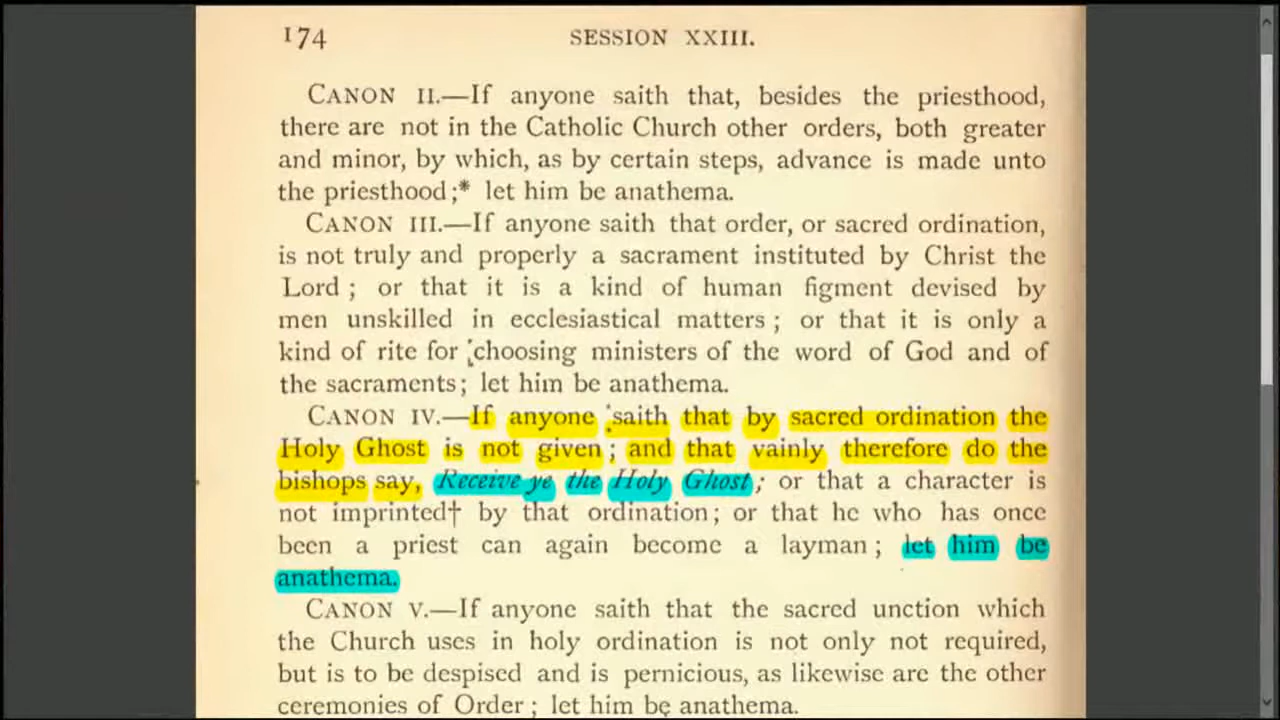 174 SESSION XXIII.
CANON II.—If anyone saith that, besides the priesthood,
there are not in the Catholic Church other orders, both greater
and minor, by which, as by certain steps, advance is made unto
the priesthood;* let him be anathema.
CANON III.—If anyone saith that order, or sacred ordination,
is not truly and properly a sacrament instituted by Christ the
Lord; or that it is a kind of human figment devised by
men unskilled in ecclesiastical matters; or that it is only a
kind of rite for choosing ministers of the word of God and of
the sacraments; let him be anathema.
CANON IV.—If anyone saith that by sacred ordination the
Holy Ghost is not given; and that vainly therefore do the
bishops say, Receive ye the Holy Ghost; or that a character is
not imprinted† by that ordination; or that he who has once
been a priest can again become a layman; let him be
anathema.
CANON V.—If anyone saith that the sacred unction which
the Church uses in holy ordination is not only not required,
but is to be despised and is pernicious, as likewise are the other
ceremonies of Order; let him be anathema.